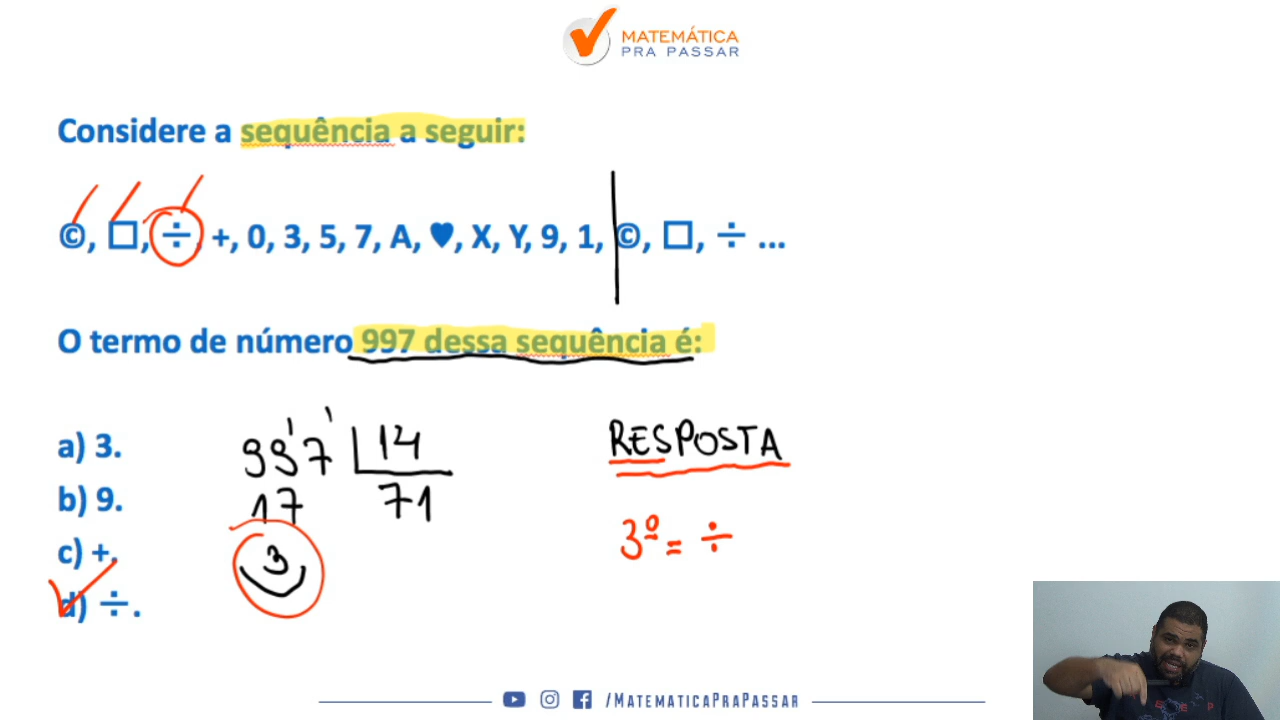 MATEMÁTICA
PRA PASSAR
Considere a sequência a seguir:
©, □, ÷, +, 0, 3, 5, 7, A, ♥, X, Y, 9, 1, ©, □, ÷ ...
O termo de número 997 dessa sequência é:
a) 3.
b) 9.
c) +.
d) ÷.
997 14
17 71
3
RESPOSTA
3º = ÷
/MATEMATICAPRAPASSAR